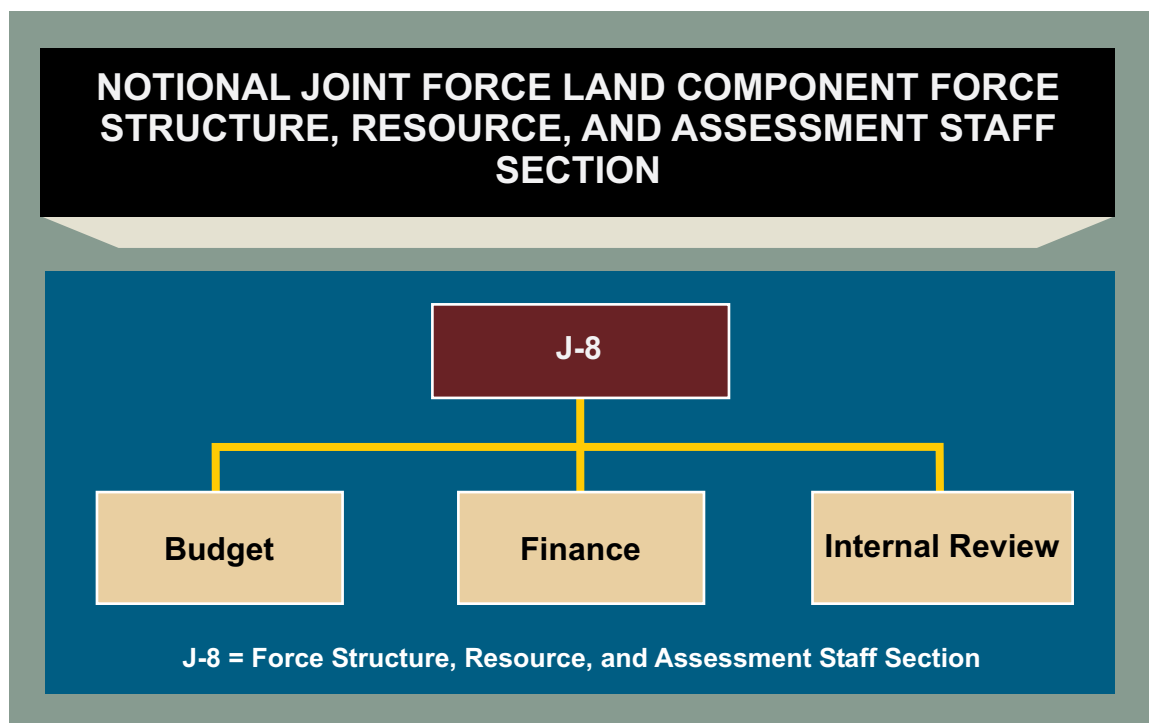 NOTIONAL JOINT FORCE LAND COMPONENT FORCE
STRUCTURE, RESOURCE, AND ASSESSMENT STAFF
SECTION
J-8
Budget
Finance
Internal Review
J-8 = Force Structure, Resource, and Assessment Staff Section